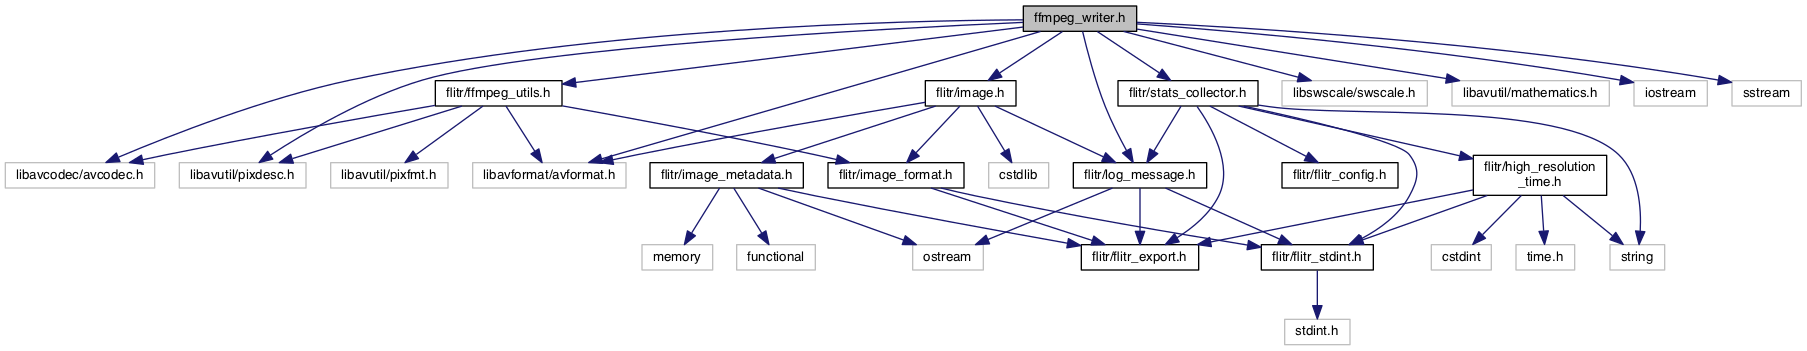 ffmpeg_writer.h
flitr/ffmpeg_utils.h
flitr/image.h
flitr/stats_collector.h
libswscale/swscale.h
libavutil/mathematics.h
iostream
sstream
libavcodec/avcodec.h
libavutil/pixdesc.h
libavutil/pixfmt.h
libavformat/avformat.h
flitr/image_metadata.h
flitr/image_format.h
cstdlib
flitr/log_message.h
flitr/flitr_config.h
flitr/high_resolution
_time.h
memory
functional
ostream
flitr/flitr_export.h
flitr/flitr_stdint.h
cstdint
time.h
string
stdint.h